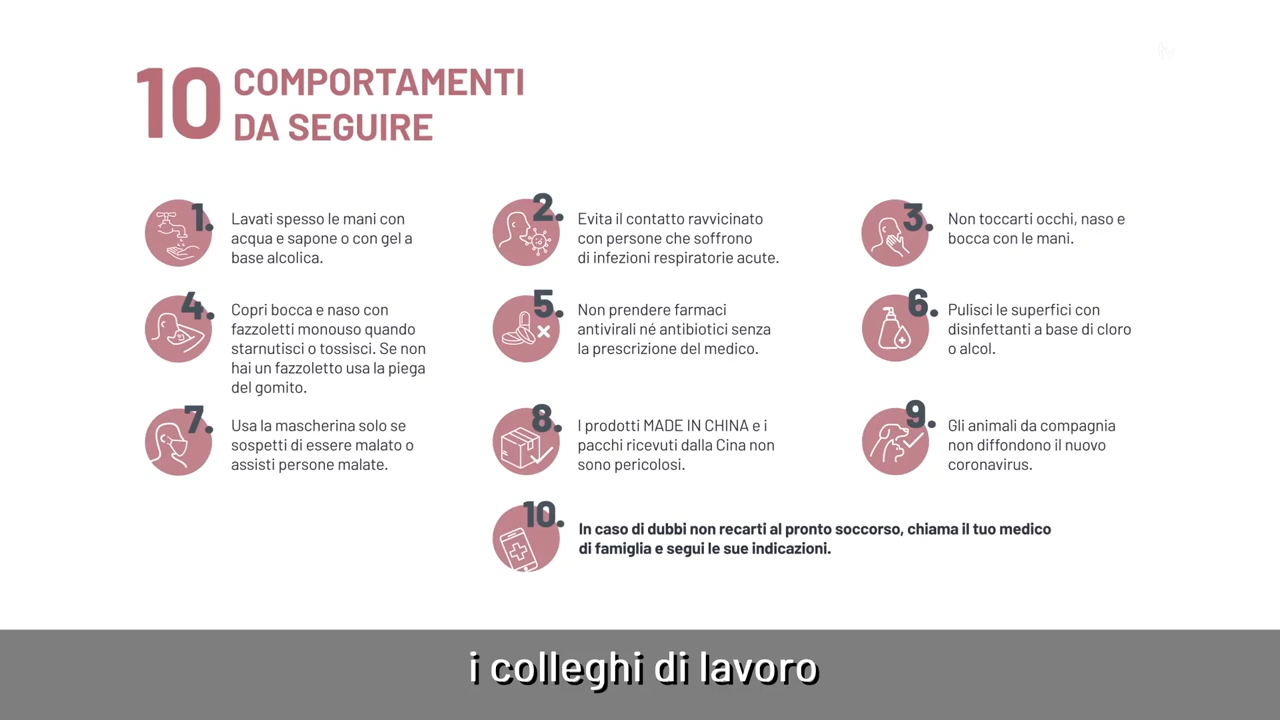 10 COMPORTAMENTI
DA SEGUIRE
1.
Lavati spesso le mani con
acqua e sapone o con gel a
base alcolica.
2.
Evita il contatto ravvicinato
con persone che soffrono
di infezioni respiratorie acute.
3.
Non toccarti occhi, naso e
bocca con le mani.
4.
Copri bocca e naso con
fazzoletti monouso quando
starnutisci o tossisci. Se non
hai un fazzoletto usa la piega
del gomito.
5.
Non prendere farmaci
antivirali né antibiotici senza
la prescrizione del medico.
6.
Pulisci le superfici con
disinfettanti a base di cloro
o alcol.
7.
Usa la mascherina solo se
sospetti di essere malato o
assisti persone malate.
8.
I prodotti MADE IN CHINA e i
pacchi ricevuti dalla Cina non
sono pericolosi.
9.
Gli animali da compagnia
non diffondono il nuovo
coronavirus.
10.
In caso di dubbi non recarti al pronto soccorso, chiama il tuo medico
di famiglia e segui le sue indicazioni.
i colleghi di lavoro